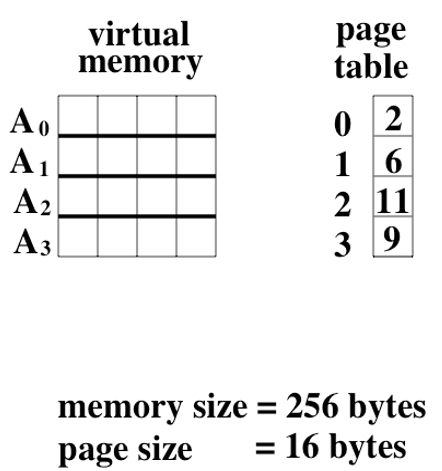 virtual
memory
page
table
A0
A1
A2
A3
0 2
1 6
2 11
3 9
memory size = 256 bytes
page size = 16 bytes